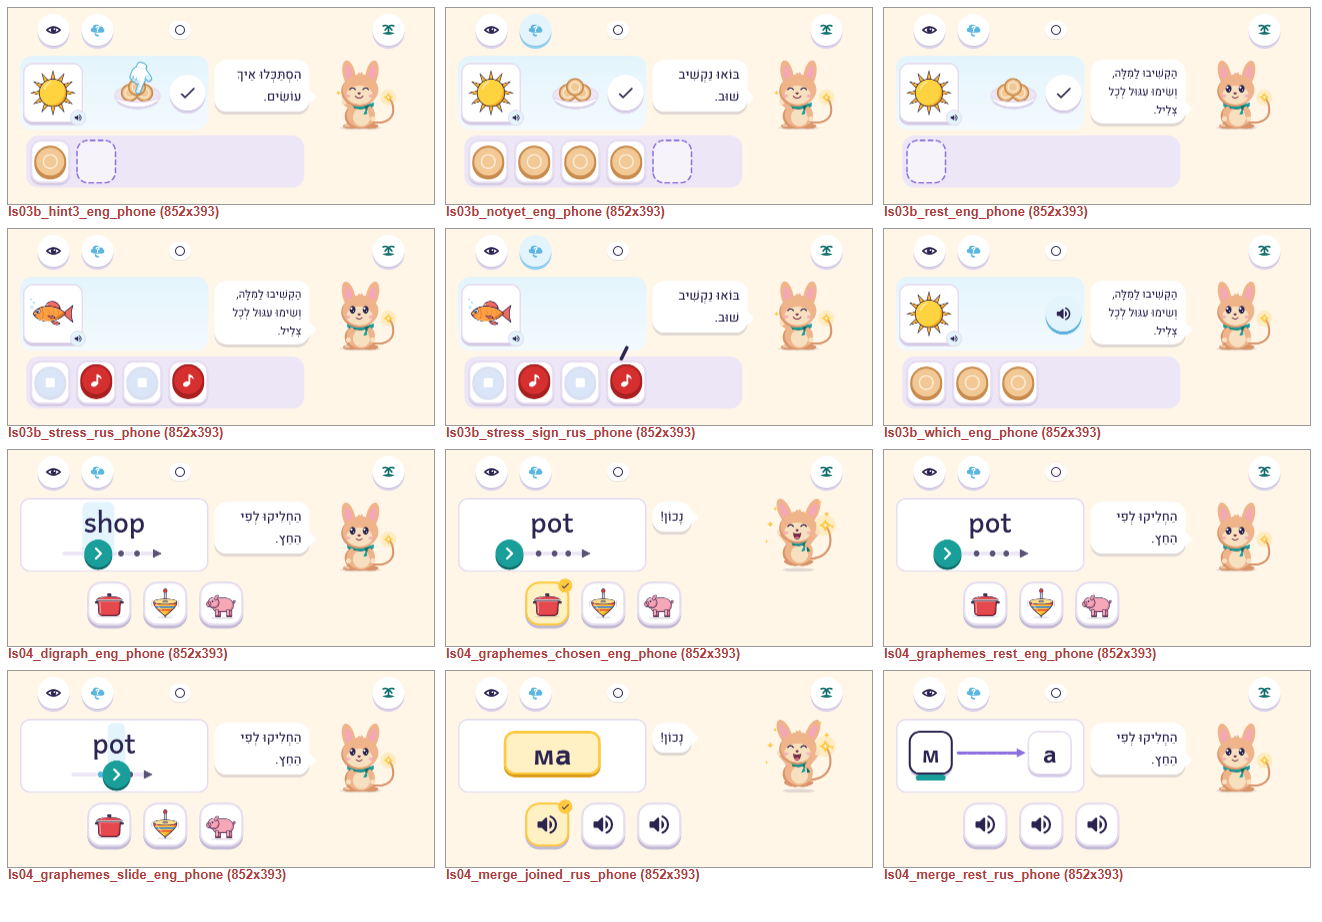 הִסְתַּכְּלוּ אֵיךְ
עוֹשִׂים.
ls03b_hint3_eng_phone (852x393)
בּוֹאוּ נַקְשִׁיב
שׁוּב.
ls03b_notyet_eng_phone (852x393)
הַקְשִׁיבוּ לַמִּלָּה,
וְשִׂימוּ עִגּוּל לְכָל
צְלִיל.
ls03b_rest_eng_phone (852x393)
הַקְשִׁיבוּ לַמִּלָּה,
וְשִׂימוּ עִגּוּל לְכָל
צְלִיל.
ls03b_stress_rus_phone (852x393)
בּוֹאוּ נַקְשִׁיב
שׁוּב.
ls03b_stress_sign_rus_phone (852x393)
הַקְשִׁיבוּ לַמִּלָּה,
וְשִׂימוּ עִגּוּל לְכָל
צְלִיל.
ls03b_which_eng_phone (852x393)
shop
הַחְלִיקוּ לְפִי
הַחֵץ.
ls04_digraph_eng_phone (852x393)
pot
נָכוֹן!
ls04_graphemes_chosen_eng_phone (852x393)
pot
הַחְלִיקוּ לְפִי
הַחֵץ.
ls04_graphemes_rest_eng_phone (852x393)
pot
הַחְלִיקוּ לְפִי
הַחֵץ.
ls04_graphemes_slide_eng_phone (852x393)
ма
נָכוֹן!
ls04_merge_joined_rus_phone (852x393)
м а
הַחְלִיקוּ לְפִי
הַחֵץ.
ls04_merge_rest_rus_phone (852x393)